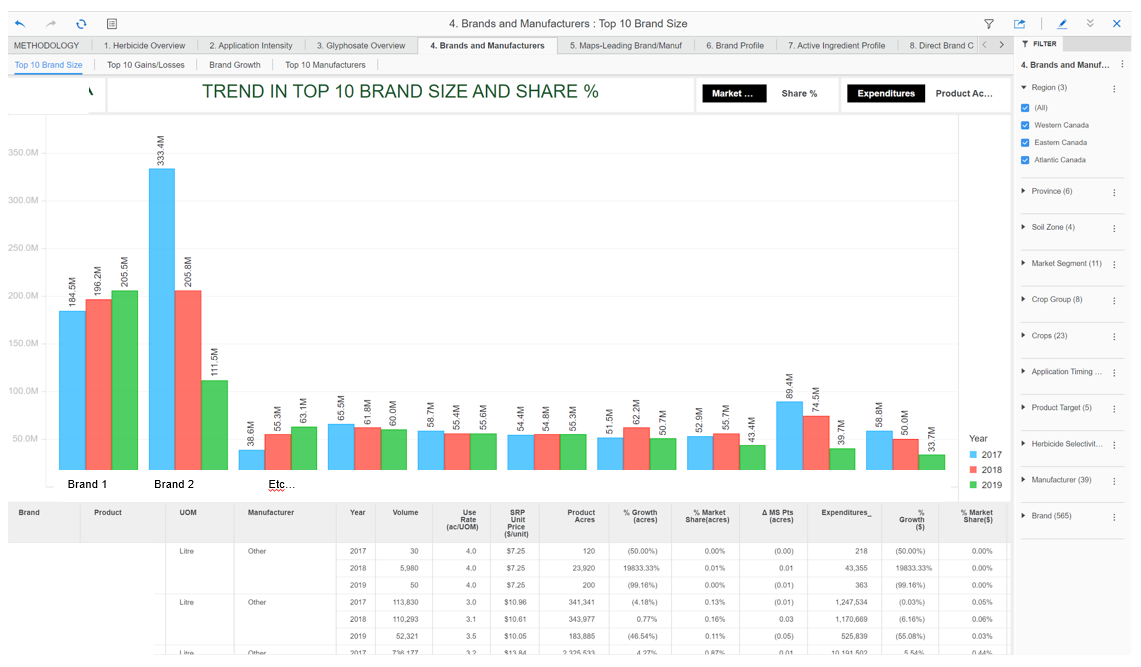 4. Brands and Manufacturers : Top 10 Brand Size
METHODOLOGY 1. Herbicide Overview 2. Application Intensity 3. Glyphosate Overview 4. Brands and Manufacturers 5. Maps-Leading Brand/Manuf 6. Brand Profile 7. Active Ingredient Profile 8. Direct Brand C
Top 10 Brand Size Top 10 Gains/Losses Brand Growth Top 10 Manufacturers
TREND IN TOP 10 BRAND SIZE AND SHARE %
Market ... Share % Expenditures Product Ac...
350.0M
300.0M
250.0M
200.0M
150.0M
100.0M
50.0M
184.5M 196.2M 205.5M
333.4M 205.8M 111.5M
38.6M 55.3M 63.1M
65.5M 61.8M 60.0M
58.7M 55.4M 55.6M
54.4M 54.8M 55.3M
51.5M 62.2M 50.7M
52.9M 55.7M 43.4M
89.4M 74.5M 39.7M
58.8M 50.0M 33.7M
Brand 1 Brand 2 Etc...
Year
2017
2018
2019
Brand Product UOM Manufacturer Year Volume Use Rate (ac/UOM) SRP Unit Price ($/unit) Product Acres % Growth (acres) % Market Share(acres) Δ MS Pts (acres) Expenditures_ % Growth ($) % Market Share($)
Litre Other 2017 30 4.0 $7.25 120 (50.00%) 0.00% (0.00) 218 (50.00%) 0.00%
2018 5,980 4.0 $7.25 23,920 19833.33% 0.01% 0.01 43,355 19833.33% 0.00%
2019 50 4.0 $7.25 200 (99.16%) 0.00% (0.01) 363 (99.16%) 0.00%
Litre Other 2017 113,830 3.0 $10.96 341,341 (4.18%) 0.13% (0.01) 1,247,534 (0.03%) 0.05%
2018 110,293 3.1 $10.61 343,977 0.77% 0.16% 0.03 1,170,669 (6.16%) 0.06%
2019 52,321 3.5 $10.05 183,885 (46.54%) 0.11% (0.05) 525,839 (55.08%) 0.03%
Litre Other 2017 736,177 3.2 $13.84 2,325,533 4.27% 0.87% 0.01 10,191,502 5.54% 0.44%
FILTER
4. Brands and Manuf...
Region (3)
(All)
Western Canada
Eastern Canada
Atlantic Canada
Province (6)
Soil Zone (4)
Market Segment (11)
Crop Group (8)
Crops (23)
Application Timing ...
Product Target (5)
Herbicide Selectivit...
Manufacturer (39)
Brand (565)